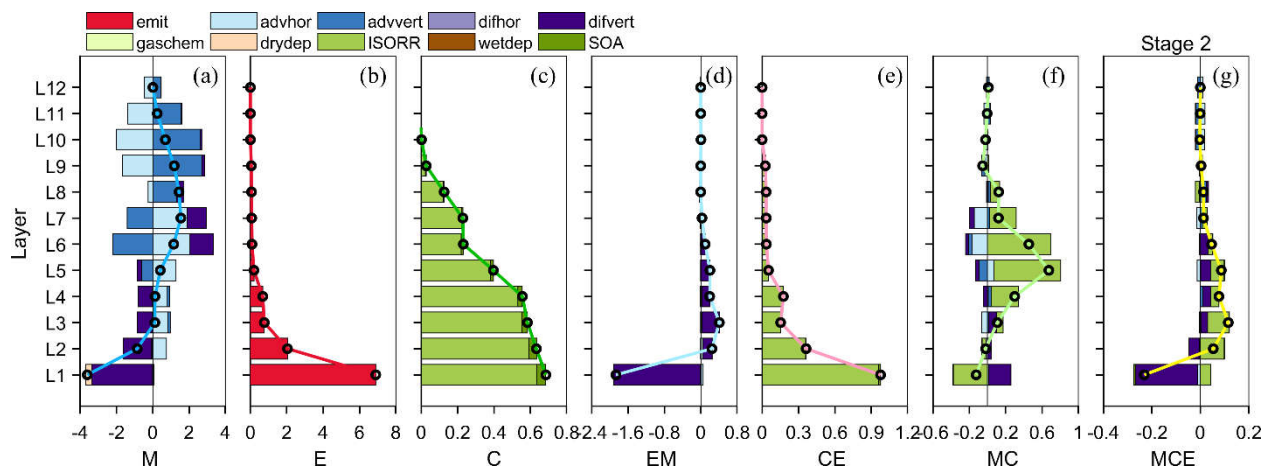 emit advhor advvert difhor difvert
gaschem drydep ISORR wetdep SOA
Stage 2
(a) (b) (c) (d) (e) (f) (g)
Layer
L12
L11
L10
L9
L8
L7
L6
L5
L4
L3
L2
L1
-4 -2 0 2 4 0 2 4 6 8 0 0.2 0.4 0.6 0.8 -2.4 -1.6 -0.8 0 0.8 0 0.3 0.6 0.9 1.2 -0.6 -0.2 0.2 0.6 1 -0.4 -0.2 0 0.2
M E C EM CE MC MCE